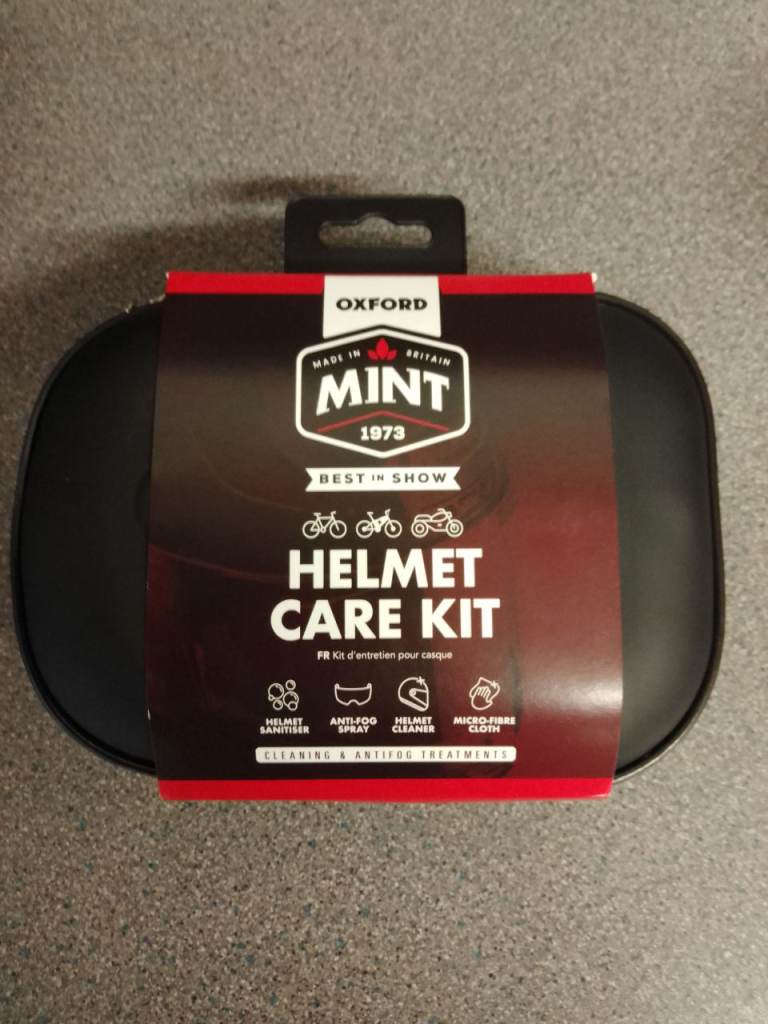 OXFORD
MADE IN BRITAIN
MINT
1973
BEST IN SHOW
HELMET
CARE KIT
FR Kit d'entretien pour casque
HELMET SANITISER
ANTI-FOG SPRAY
HELMET CLEANER
MICRO-FIBRE CLOTH
CLEANING & ANTIFOG TREATMENTS